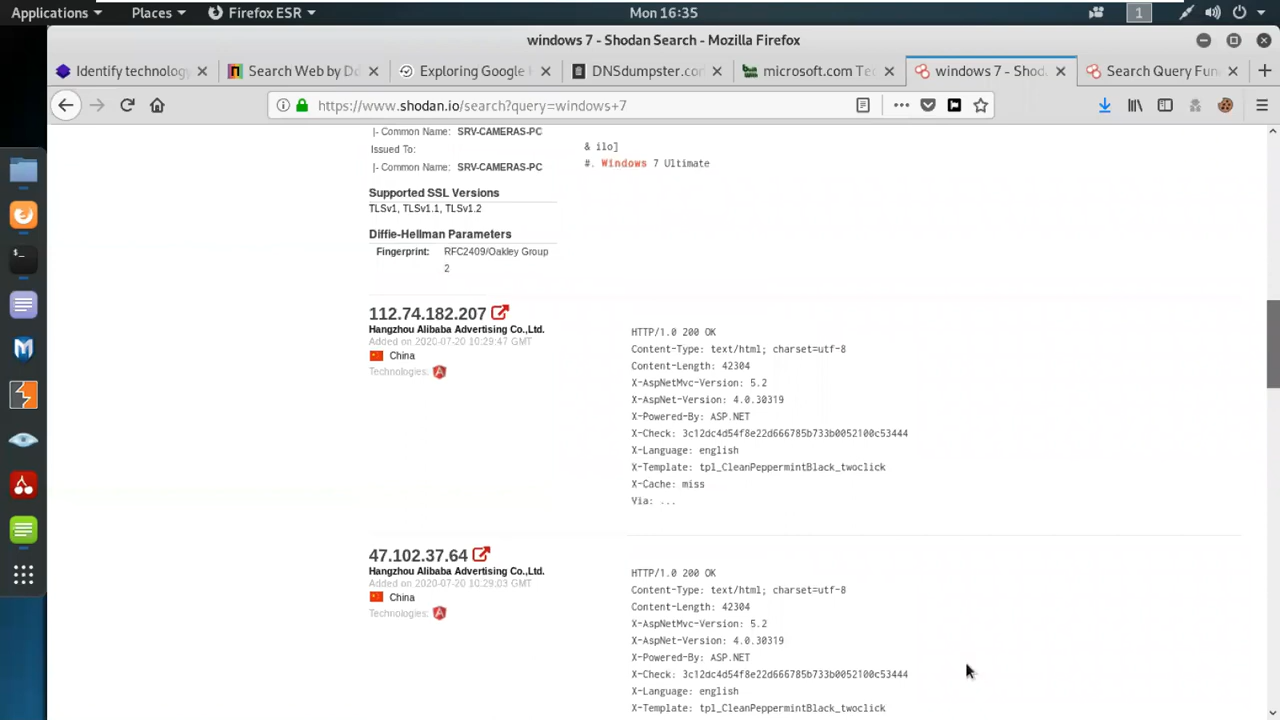 Applications Places Firefox ESR Mon 16:35 1
windows 7 - Shodan Search - Mozilla Firefox
Identify technology Search Web by Do Exploring Google DNSdumpster.com microsoft.com Tec windows 7 - Shod Search Query Fun
https://www.shodan.io/search?query=windows+7
|- Common Name: SRV-CAMERAS-PC
Issued To:
|- Common Name: SRV-CAMERAS-PC
Supported SSL Versions
TLSv1, TLSv1.1, TLSv1.2
Diffie-Hellman Parameters
Fingerprint: RFC2409/Oakley Group
2
& ilo]
#. Windows 7 Ultimate
112.74.182.207
Hangzhou Alibaba Advertising Co.,Ltd.
Added on 2020-07-20 10:29:47 GMT
China
Technologies:
HTTP/1.0 200 OK
Content-Type: text/html; charset=utf-8
Content-Length: 42304
X-AspNetMvc-Version: 5.2
X-AspNet-Version: 4.0.30319
X-Powered-By: ASP.NET
X-Check: 3c12dc4d54f8e22d666785b733b0052100c53444
X-Language: english
X-Template: tpl_CleanPeppermintBlack_twoclick
X-Cache: miss
Via: ...
47.102.37.64
Hangzhou Alibaba Advertising Co.,Ltd.
Added on 2020-07-20 10:29:03 GMT
China
Technologies:
HTTP/1.0 200 OK
Content-Type: text/html; charset=utf-8
Content-Length: 42304
X-AspNetMvc-Version: 5.2
X-AspNet-Version: 4.0.30319
X-Powered-By: ASP.NET
X-Check: 3c12dc4d54f8e22d666785b733b0052100c53444
X-Language: english
X-Template: tpl_CleanPeppermintBlack_twoclick